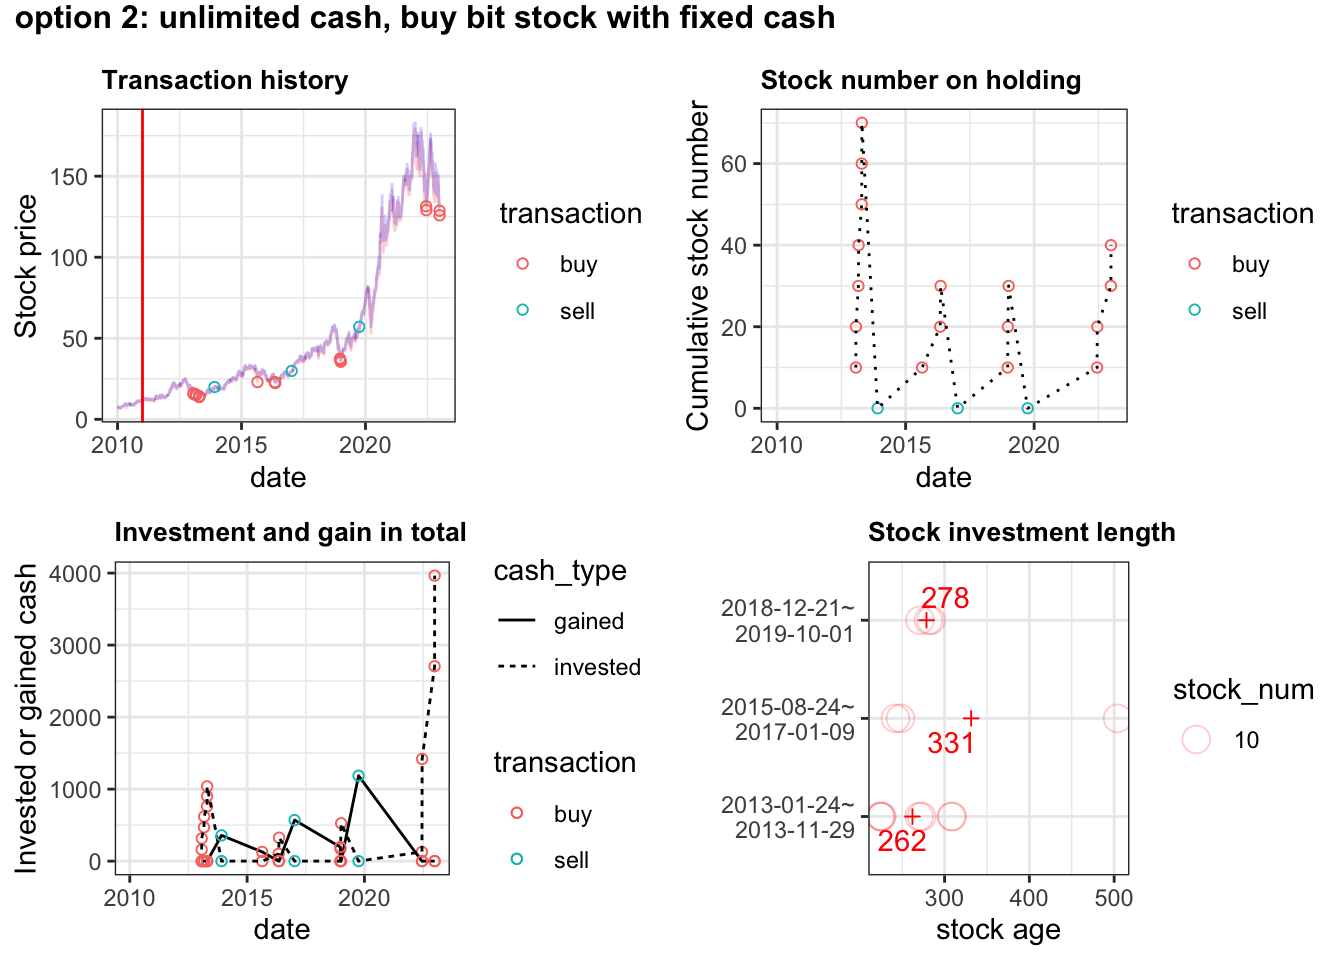 option 2: unlimited cash, buy bit stock with fixed cash
Transaction history
Stock price
150
100
50
0
2010
2015
2020
date
transaction
buy
sell
Stock number on holding
Cumulative stock number
60
40
20
0
2010
2015
2020
date
transaction
buy
sell
Investment and gain in total
Invested or gained cash
4000
3000
2000
1000
0
2010
2015
2020
date
cash_type
gained
invested
transaction
buy
sell
Stock investment length
2018-12-21~
2019-10-01
2015-08-24~
2017-01-09
2013-01-24~
2013-11-29
278
331
262
300
400
500
stock age
stock_num
10